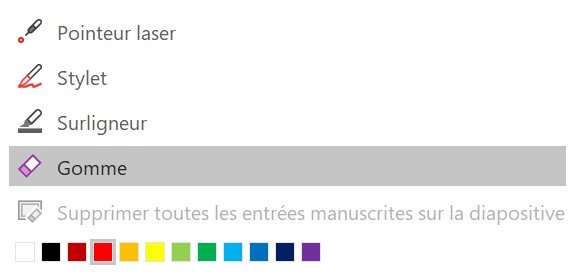 Pointeur laser
Stylet
Surligneur
Gomme
Supprimer toutes les entrées manuscrites sur la diapositive